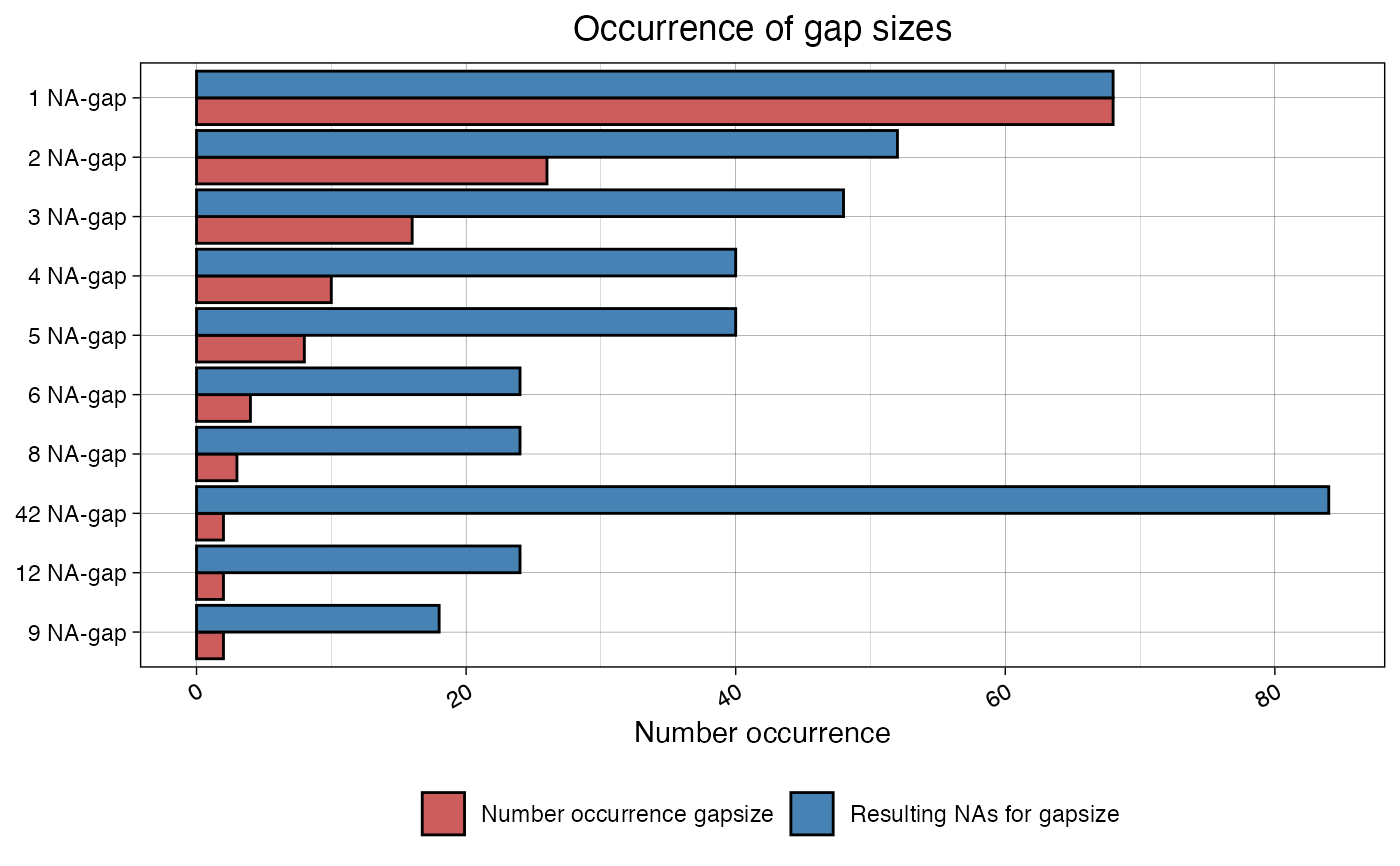 Occurrence of gap sizes
1 NA-gap
2 NA-gap
3 NA-gap
4 NA-gap
5 NA-gap
6 NA-gap
8 NA-gap
42 NA-gap
12 NA-gap
9 NA-gap
0 20 40 60 80
Number occurrence
Number occurrence gapsize Resulting NAs for gapsize